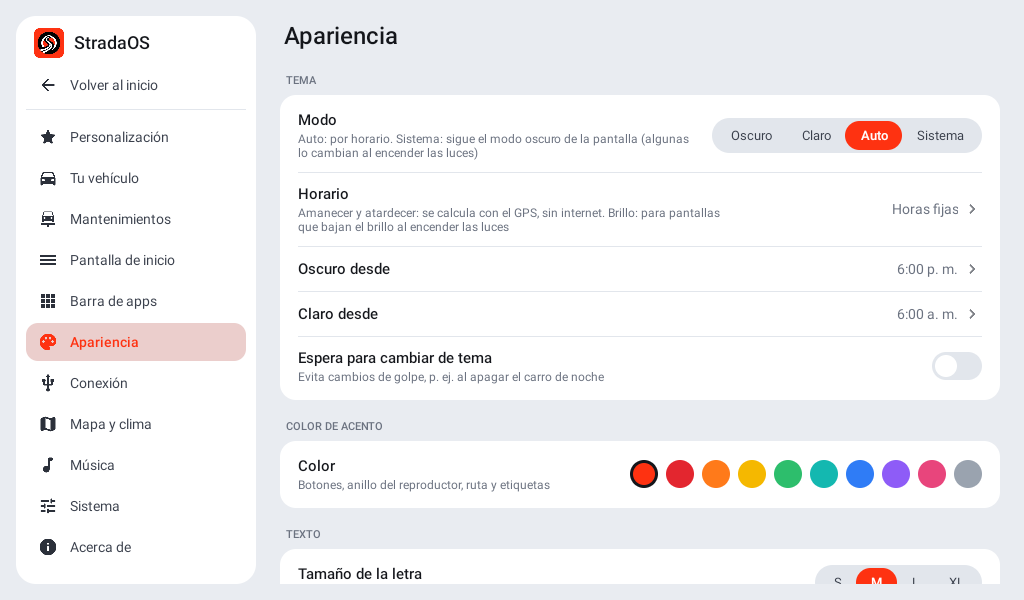 StradaOS
Volver al inicio
Personalización
Tu vehículo
Mantenimientos
Pantalla de inicio
Barra de apps
Apariencia
Conexión
Mapa y clima
Música
Sistema
Acerca de
Apariencia
TEMA
Modo
Auto: por horario. Sistema: sigue el modo oscuro de la pantalla (algunas
lo cambian al encender las luces)
Oscuro Claro Auto Sistema
Horario
Amanecer y atardecer: se calcula con el GPS, sin internet. Brillo: para pantallas
que bajan el brillo al encender las luces
Horas fijas
Oscuro desde
6:00 p. m.
Claro desde
6:00 a. m.
Espera para cambiar de tema
Evita cambios de golpe, p. ej. al apagar el carro de noche
COLOR DE ACENTO
Color
Botones, anillo del reproductor, ruta y etiquetas
TEXTO
Tamaño de la letra
S M L XL